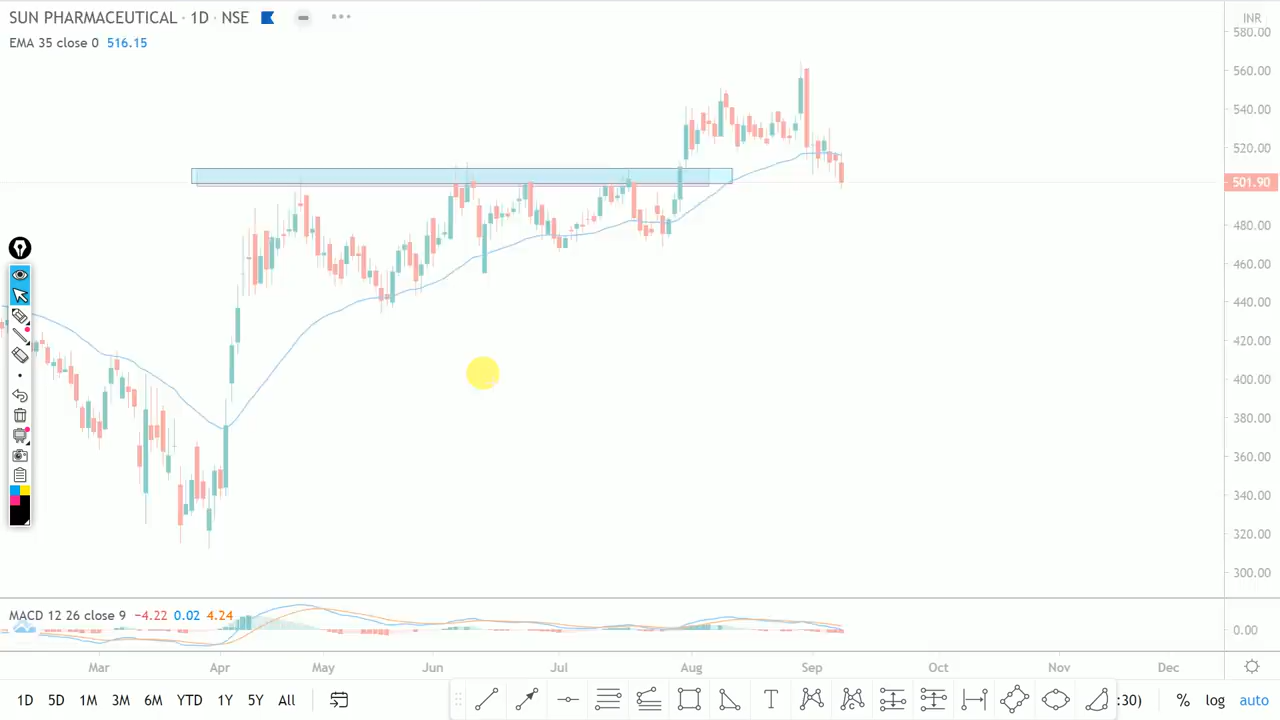 SUN PHARMACEUTICAL · 1D · NSE
INR
EMA 35 close 0 516.15
580.00
560.00
540.00
520.00
501.90
480.00
460.00
440.00
420.00
400.00
380.00
360.00
340.00
320.00
300.00
MACD 12 26 close 9 −4.22 0.02 4.24
0.00
Mar Apr May Jun Jul Aug Sep Oct Nov Dec
1D 5D 1M 3M 6M YTD 1Y 5Y All :30) % log auto